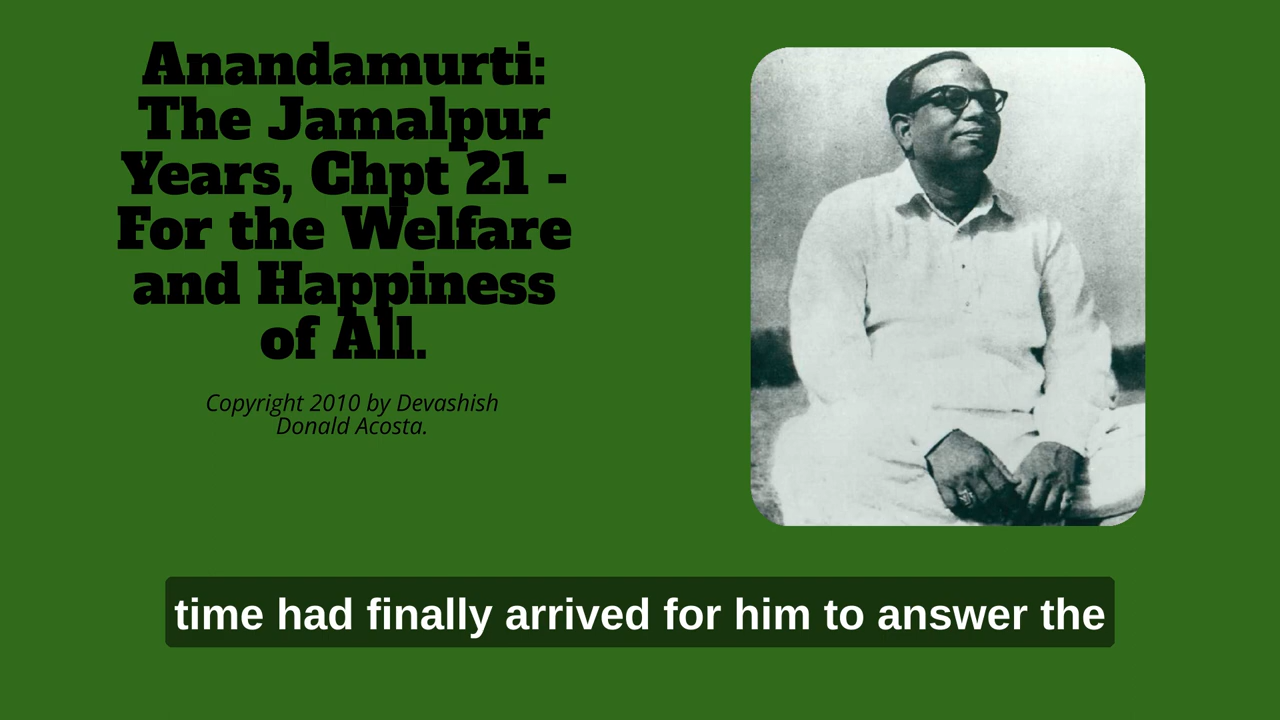 Anandamurti:
The Jamalpur
Years, Chpt 21 -
For the Welfare
and Happiness
of All.
Copyright 2010 by Devashish
Donald Acosta.
time had finally arrived for him to answer the